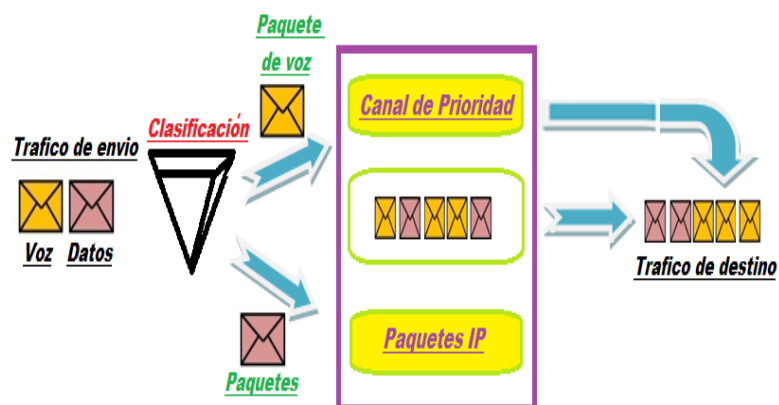 Paquete
de voz
Canal de Prioridad
Clasificación
Trafico de envio
Voz Datos
Trafico de destino
Paquetes IP
Paquetes